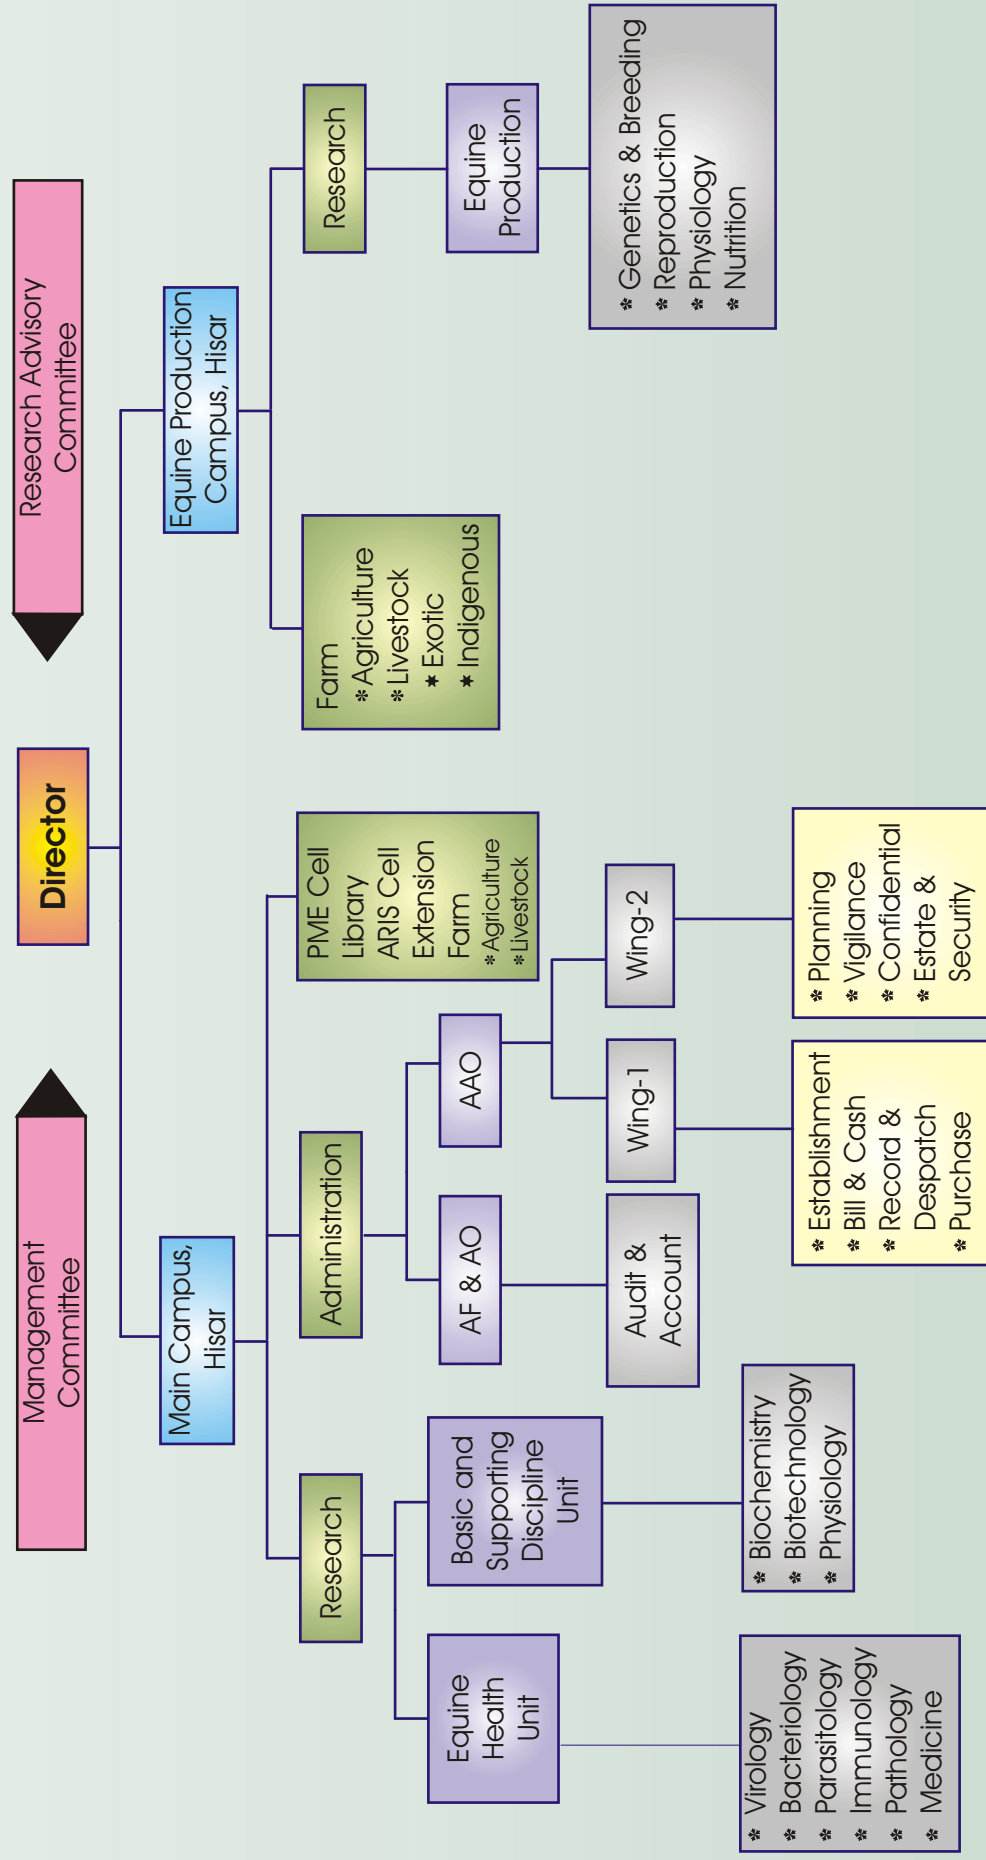 Management
Committee
Director
Research Advisory
Committee
Main Campus,
Hisar
Equine Production
Campus, Hisar
Research
Administration
PME Cell
Library
ARIS Cell
Extension
Farm
* Agriculture
* Livestock
Farm
* Agriculture
* Livestock
* Exotic
* Indigenous
Research
Equine
Health
Unit
Basic and
Supporting
Discipline
Unit
AF & AO
AAO
Equine
Production
Audit &
Account
Wing-1
Wing-2
* Genetics & Breeding
* Reproduction
* Physiology
* Nutrition
* Virology
* Bacteriology
* Parasitology
* Immunology
* Pathology
* Medicine
* Biochemistry
* Biotechnology
* Physiology
* Establishment
* Bill & Cash
* Record &
Despatch
* Purchase
* Planning
* Vigilance
* Confidential
* Estate &
Security